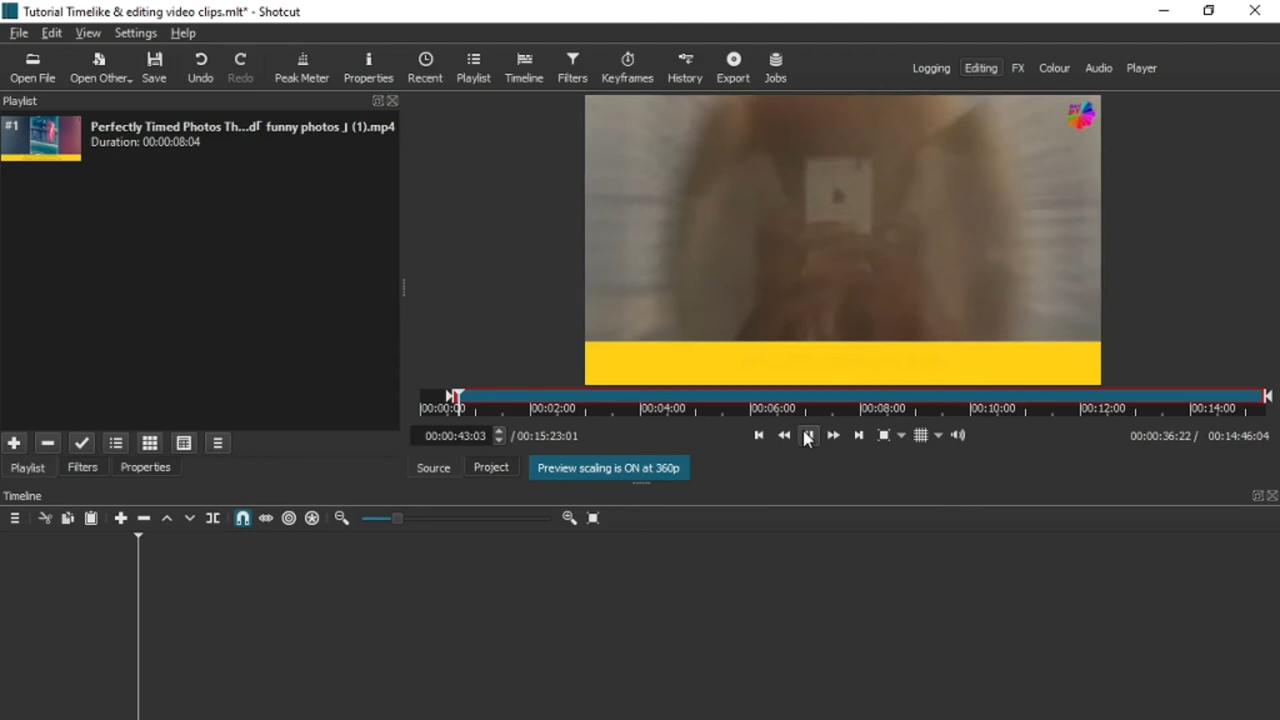 Tutorial Timelike & editing video clips.mlt* - Shotcut
File Edit View Settings Help
Open File Open Other... Save Undo Redo Peak Meter Properties Recent Playlist Timeline Filters Keyframes History Export Jobs Logging Editing FX Colour Audio Player
Playlist
#1
Perfectly Timed Photos Th...d┌ funny photos ┘ (1).mp4
Duration: 00:00:08:04
00:00:00 00:02:00 00:04:00 00:06:00 00:08:00 00:10:00 00:12:00 00:14:00
00:00:43:03 / 00:15:23:01 00:00:36:22 / 00:14:46:04
Playlist Filters Properties Source Project Preview scaling is ON at 360p
Timeline